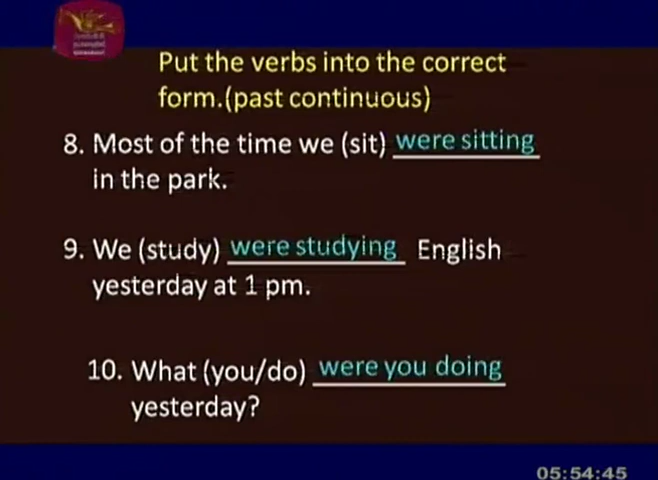 Put the verbs into the correct
form.(past continuous)
8. Most of the time we (sit) were sitting
in the park.
9. We (study) were studying English
yesterday at 1 pm.
10. What (you/do) were you doing
yesterday?
05:54:45